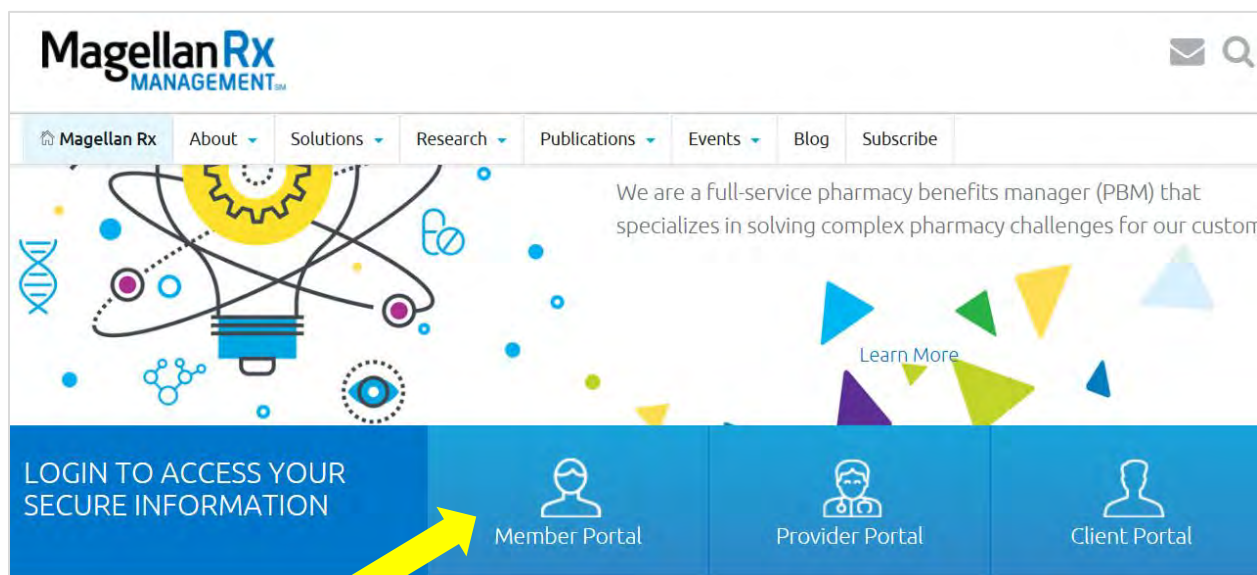 MagellanRx
MANAGEMENT℠
Magellan Rx About Solutions Research Publications Events Blog Subscribe
We are a full-service pharmacy benefits manager (PBM) that
specializes in solving complex pharmacy challenges for our custom
Learn More
LOGIN TO ACCESS YOUR
SECURE INFORMATION
Member Portal Provider Portal Client Portal